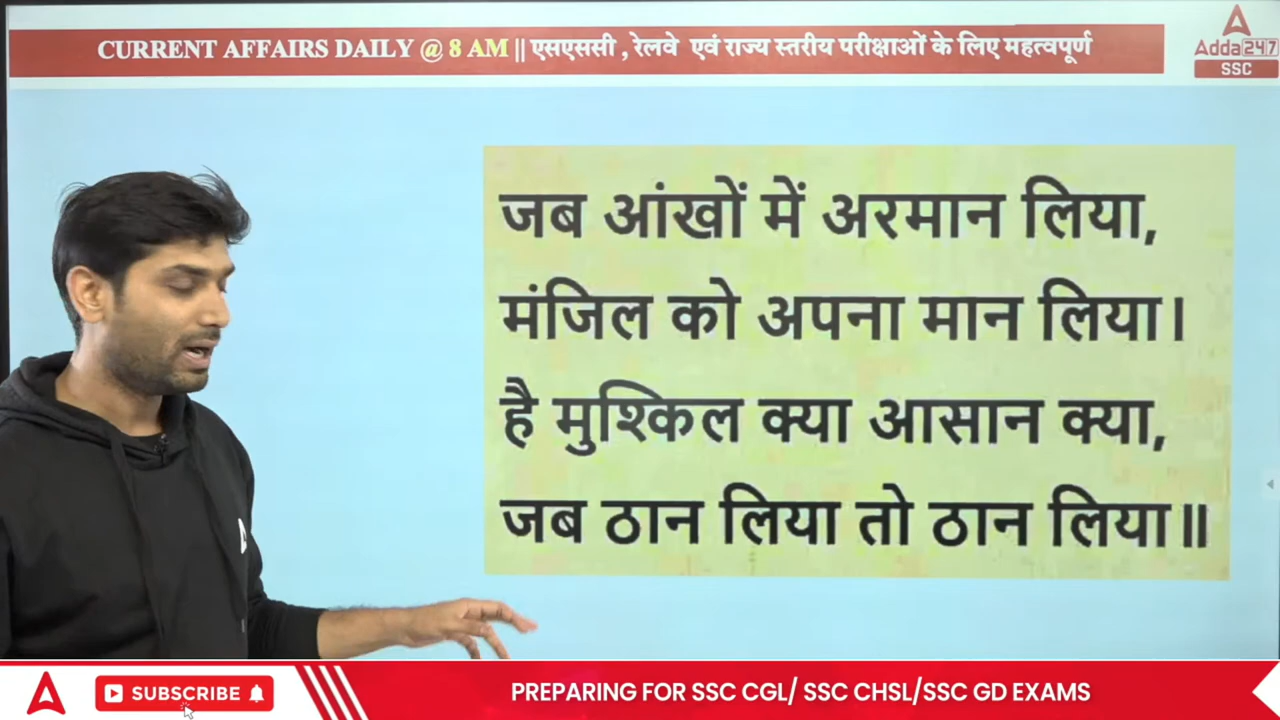 CURRENT AFFAIRS DAILY @ 8 AM || एसएससी , रेलवे एवं राज्य स्तरीय परीक्षाओं के लिए महत्वपूर्ण
Adda247
SSC
जब आंखों में अरमान लिया,
मंजिल को अपना मान लिया।
है मुश्किल क्या आसान क्या,
जब ठान लिया तो ठान लिया॥
SUBSCRIBE
PREPARING FOR SSC CGL/ SSC CHSL/SSC GD EXAMS